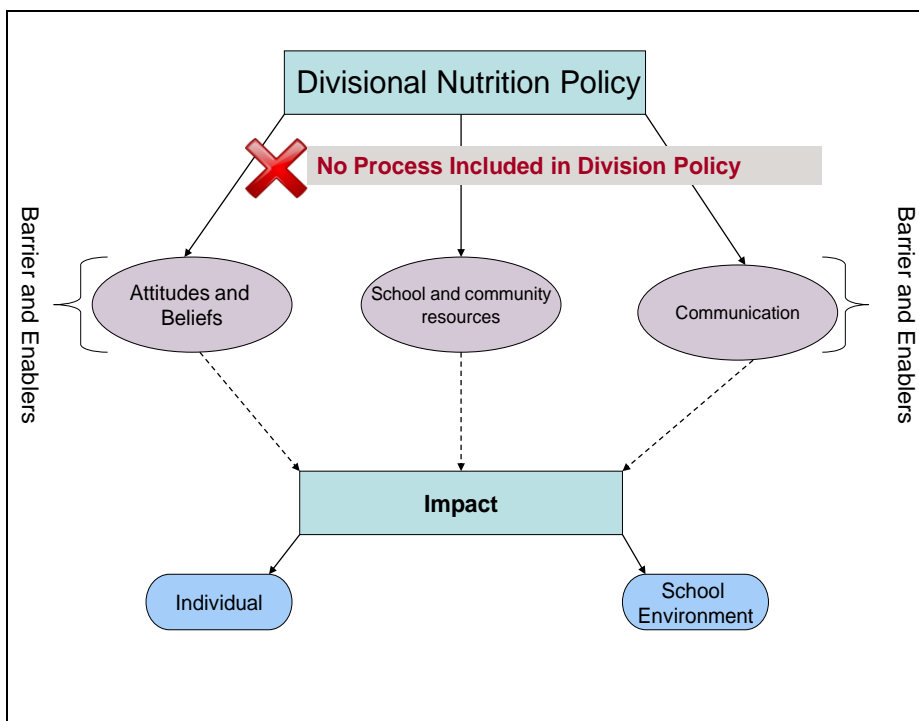 Divisional Nutrition Policy
No Process Included in Division Policy
Barrier and Enablers
Attitudes and
Beliefs
School and community
resources
Communication
Barrier and Enablers
Impact
Individual
School
Environment